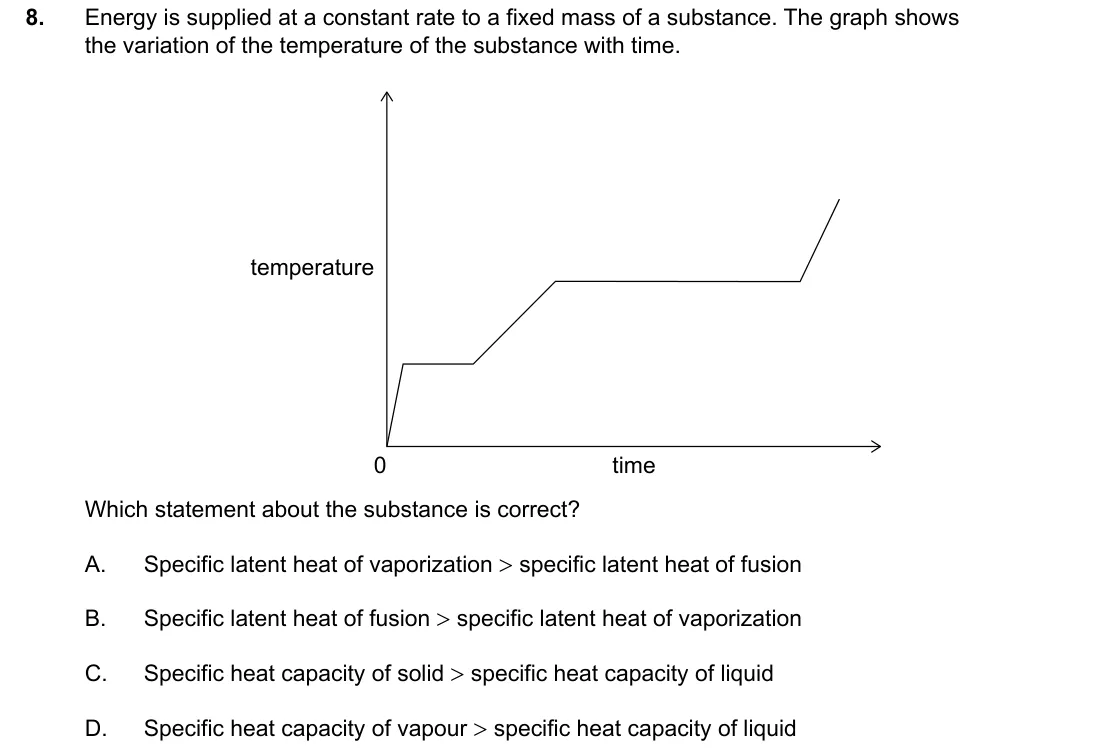 8. Energy is supplied at a constant rate to a fixed mass of a substance. The graph shows
the variation of the temperature of the substance with time.
temperature
0
time
Which statement about the substance is correct?
A. Specific latent heat of vaporization > specific latent heat of fusion
B. Specific latent heat of fusion > specific latent heat of vaporization
C. Specific heat capacity of solid > specific heat capacity of liquid
D. Specific heat capacity of vapour > specific heat capacity of liquid